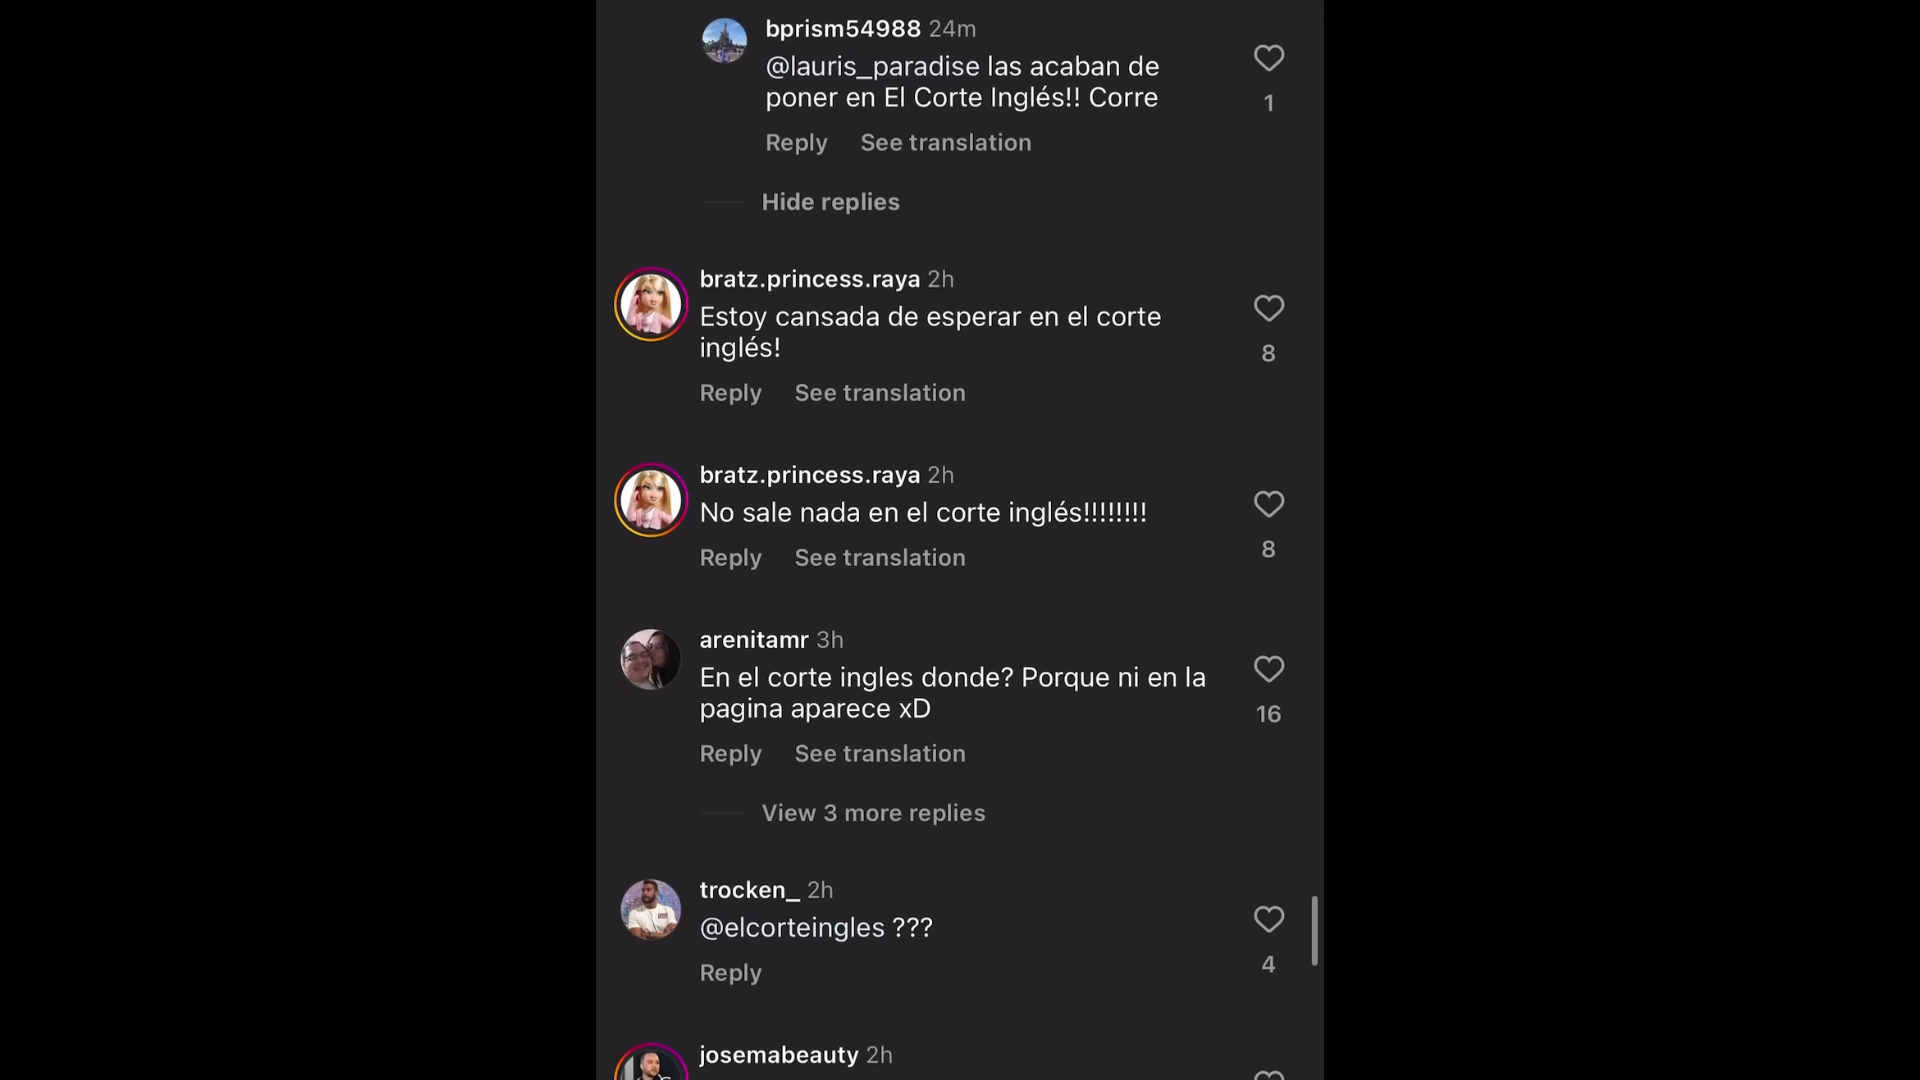 bprism54988 24m
@lauris_paradise las acaban de
poner en El Corte Inglés!! Corre
1
Reply See translation
Hide replies
bratz.princess.raya 2h
Estoy cansada de esperar en el corte
inglés!
8
Reply See translation
bratz.princess.raya 2h
No sale nada en el corte inglés!!!!!!!!
8
Reply See translation
arenitamr 3h
En el corte ingles donde? Porque ni en la
pagina aparece xD
16
Reply See translation
View 3 more replies
trocken_ 2h
@elcorteingles ???
4
Reply
josemabeauty 2h